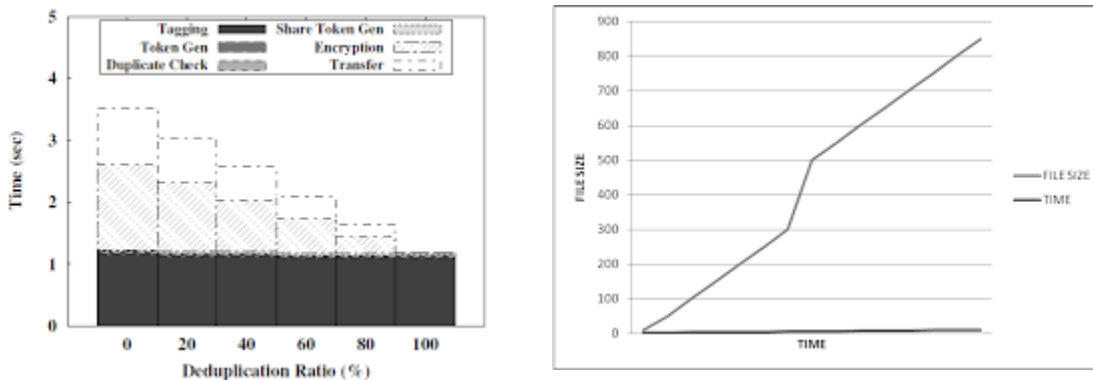 5
4
3
2
1
0
Time (sec)
Tagging
Token Gen
Duplicate Check
Share Token Gen
Encryption
Transfer
0 20 40 60 80 100
Deduplication Ratio (%)
900
800
700
600
500
400
300
200
100
0
FILE SIZE
TIME
FILE SIZE
TIME